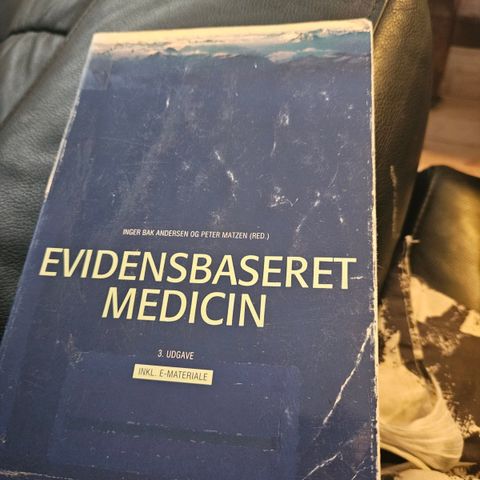 INGER BAK ANDERSEN OG PETER MATZEN (RED.)
EVIDENSBASERET
MEDICIN
3. UDGAVE
INKL. E-MATERIALE